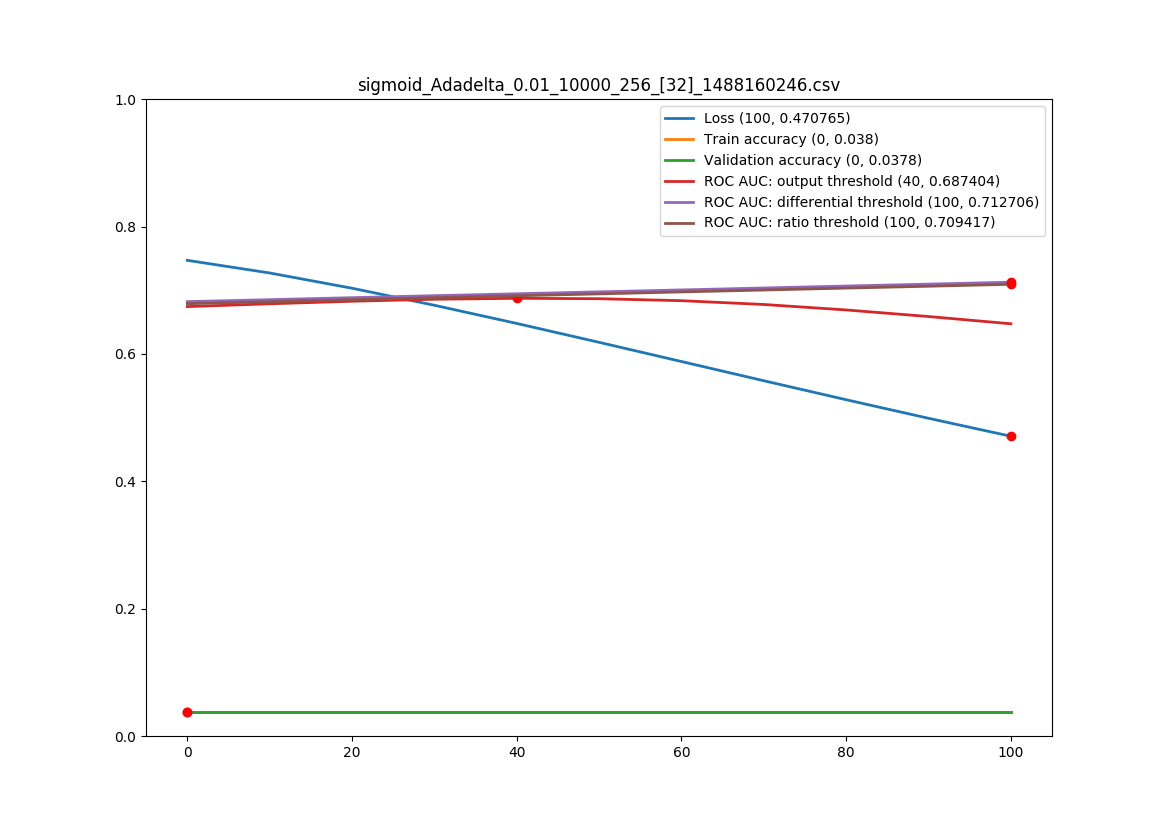 sigmoid_Adadelta_0.01_10000_256_[32]_1488160246.csv
1.0
Loss (100, 0.470765)
Train accuracy (0, 0.038)
Validation accuracy (0, 0.0378)
ROC AUC: output threshold (40, 0.687404)
ROC AUC: differential threshold (100, 0.712706)
ROC AUC: ratio threshold (100, 0.709417)
0.8
0.6
0.4
0.2
0.0
0 20 40 60 80 100